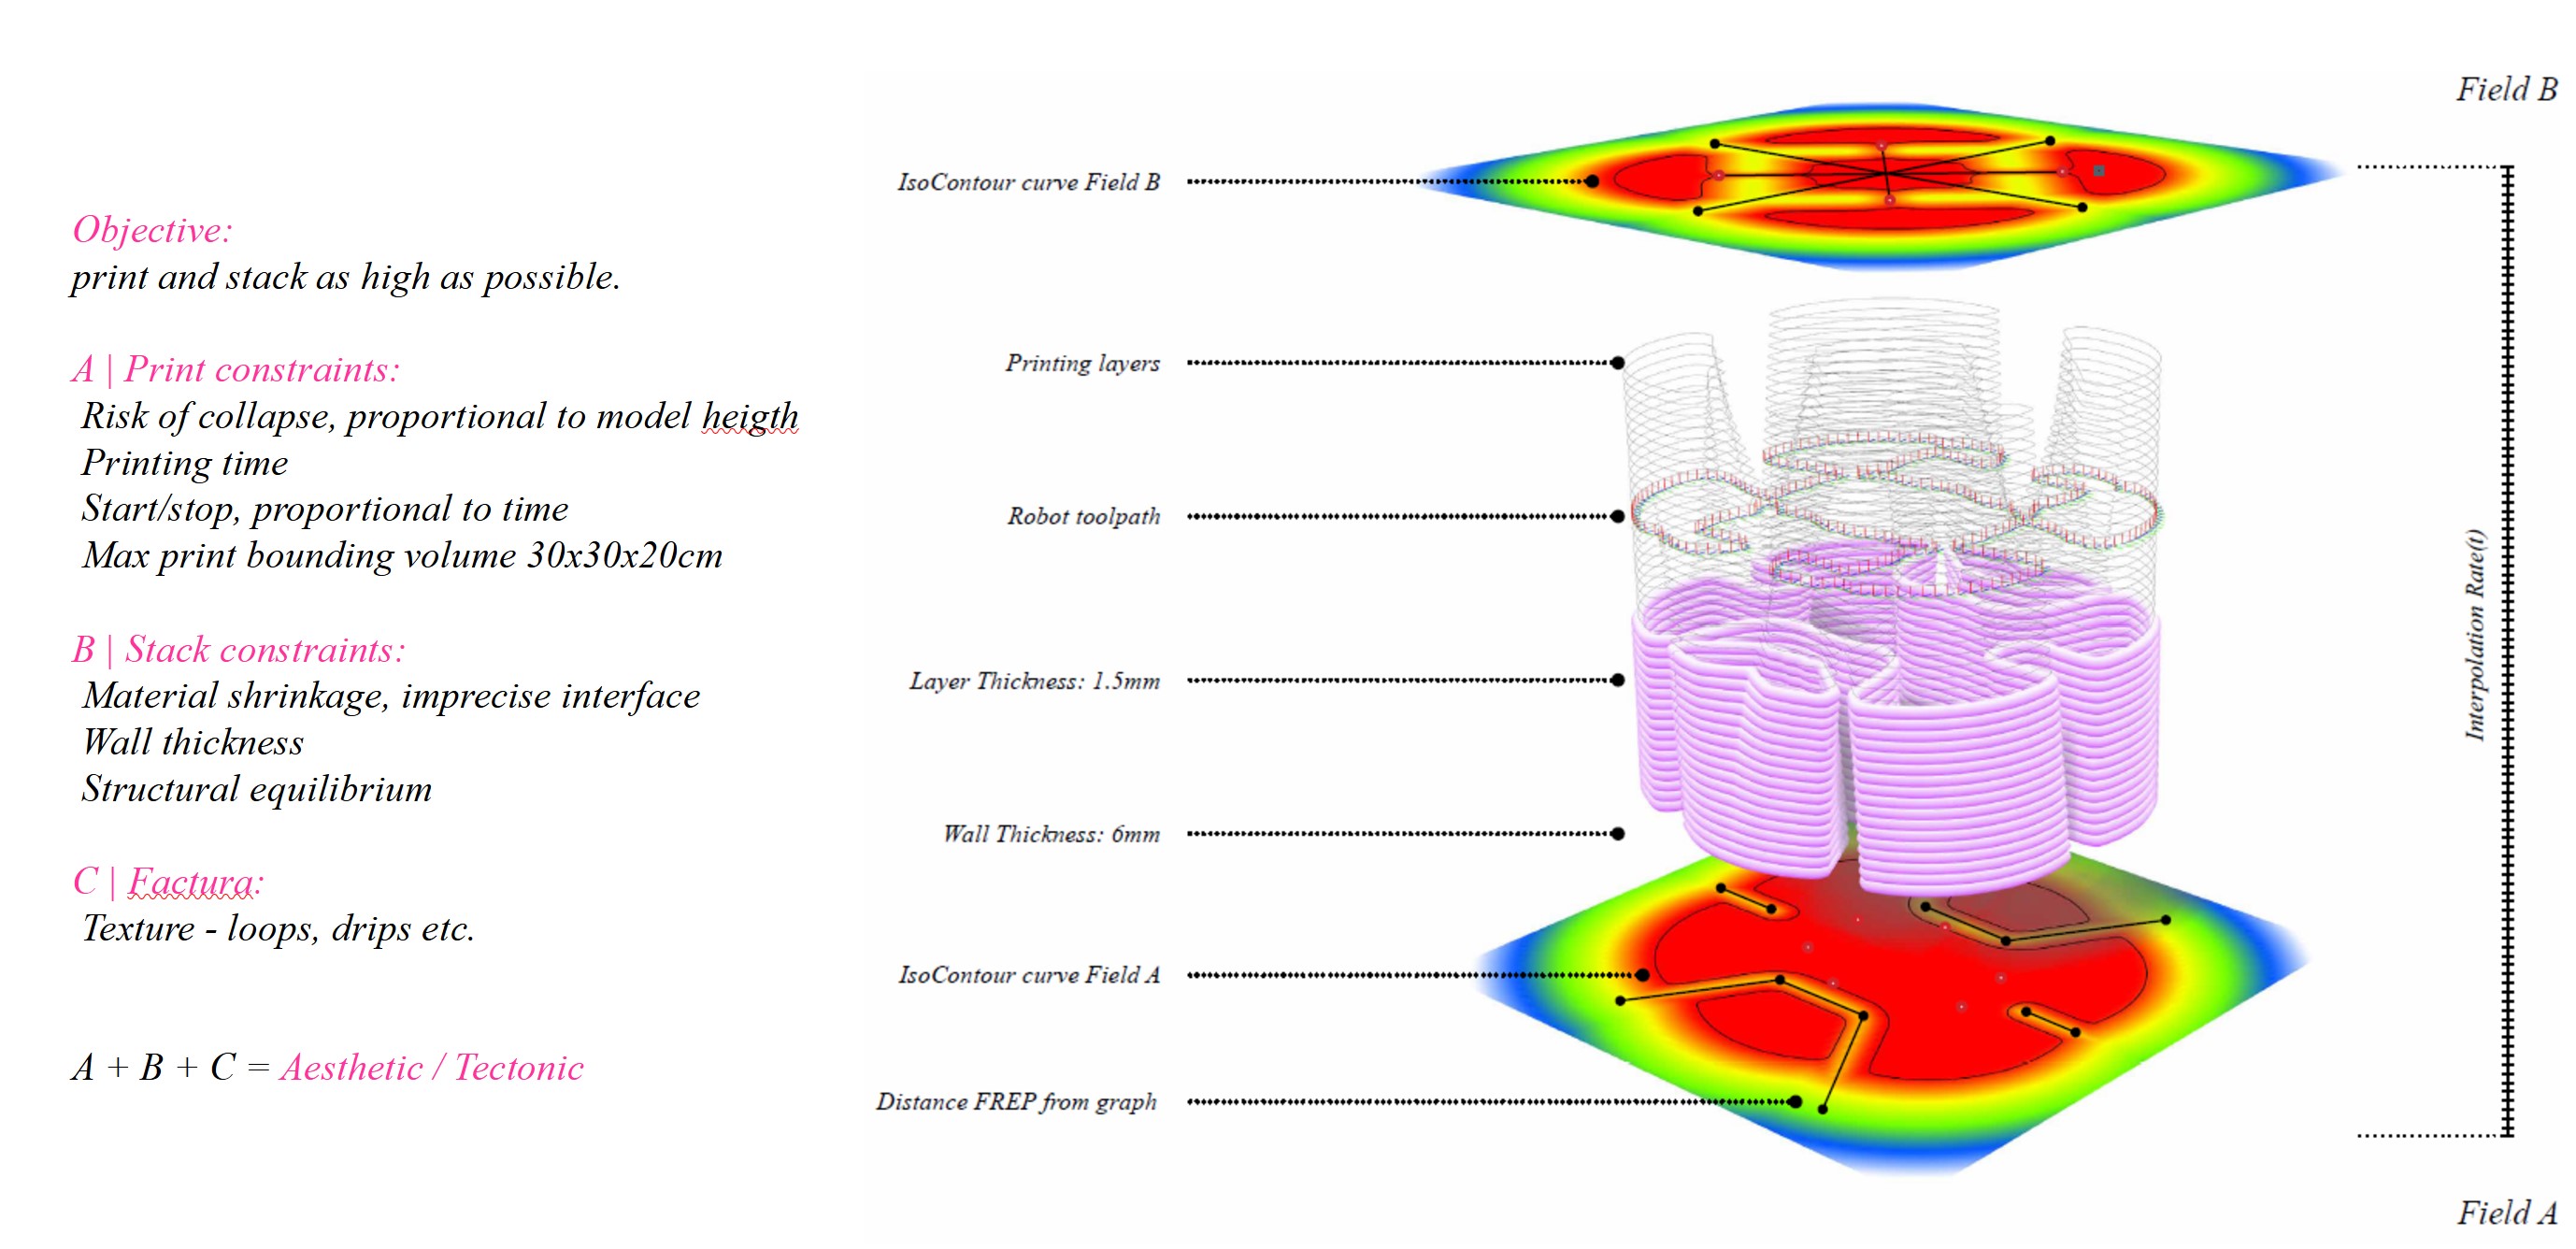 Objective:
print and stack as high as possible.
A | Print constraints:
Risk of collapse, proportional to model heigth
Printing time
Start/stop, proportional to time
Max print bounding volume 30x30x20cm
B | Stack constraints:
Material shrinkage, imprecise interface
Wall thickness
Structural equilibrium
C | Factura:
Texture - loops, drips etc.
A + B + C = Aesthetic / Tectonic
Field B
IsoContour curve Field B
Printing layers
Robot toolpath
Layer Thickness: 1.5mm
Wall Thickness: 6mm
IsoContour curve Field A
Distance FREP from graph
Interpolation Rate(t)
Field A